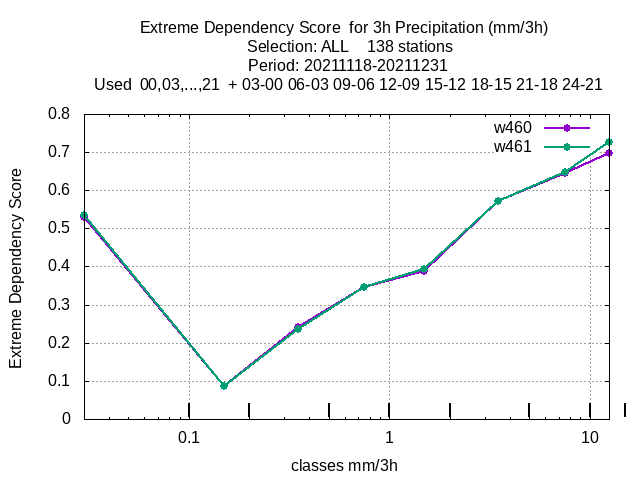 Extreme Dependency Score  for 3h Precipitation (mm/3h)
Selection: ALL    138 stations
Period: 20211118-20211231
Used  00,03,...,21  + 03-00 06-03 09-06 12-09 15-12 18-15 21-18 24-21
w460
w461
0.8
0.7
0.6
0.5
0.4
0.3
0.2
0.1
0
Extreme Dependency Score
0.1 1 10
classes mm/3h